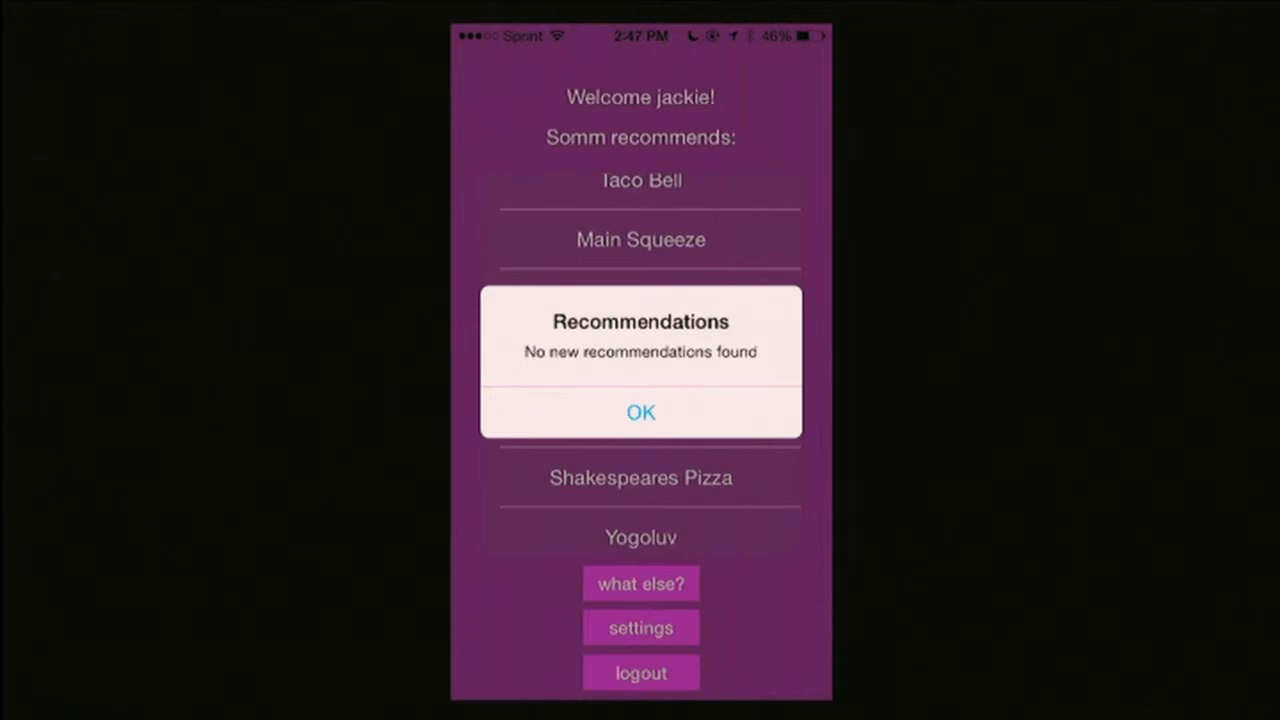 Sprint 2:47 PM 46%
Welcome jackie!
Somm recommends:
Taco Bell
Main Squeeze
Recommendations
No new recommendations found
OK
Shakespeares Pizza
Yogoluv
what else?
settings
logout